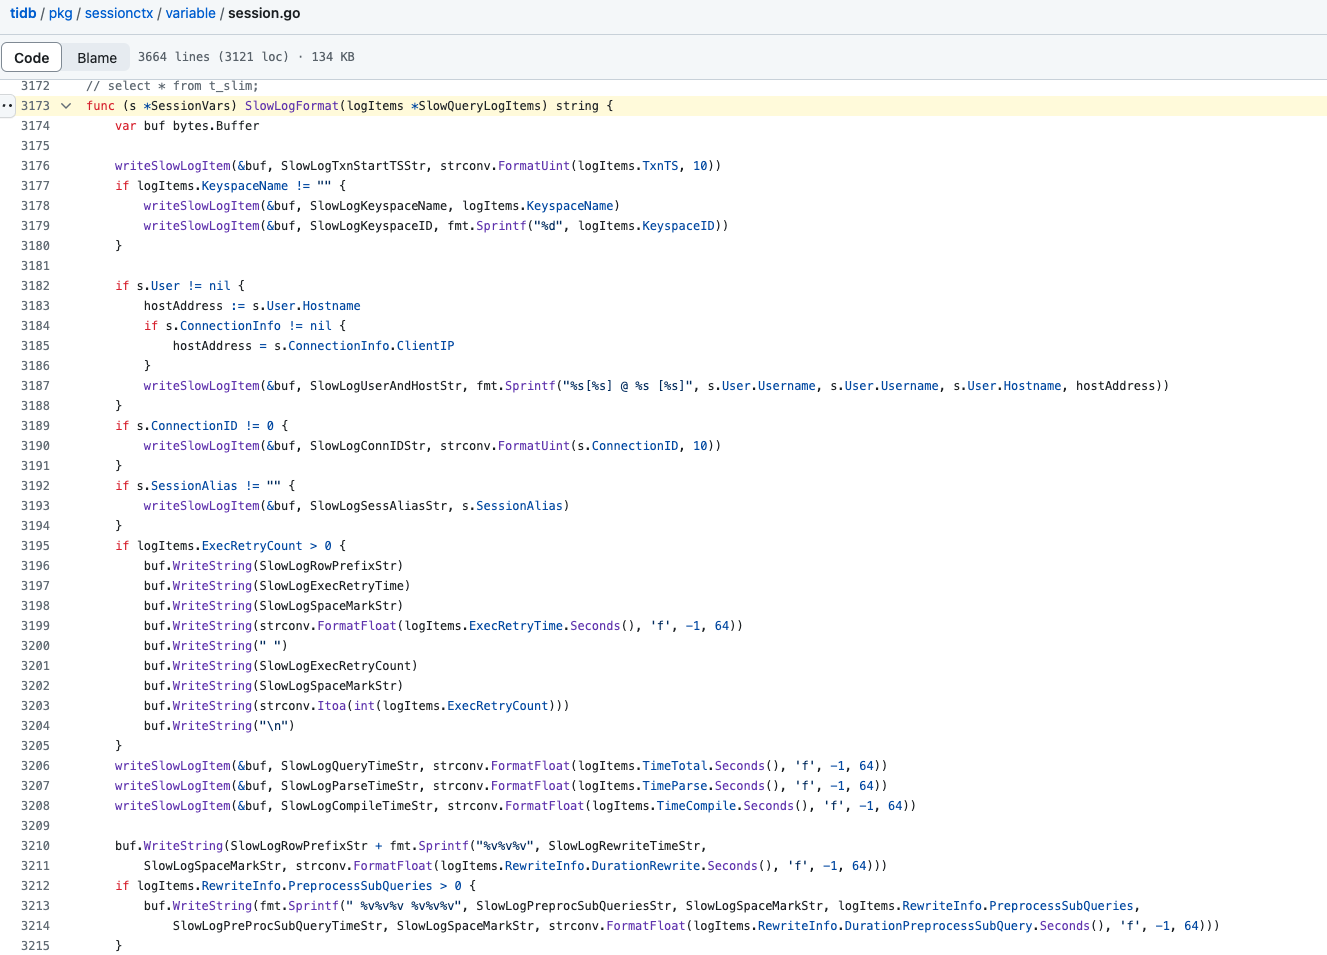 tidb / pkg / sessionctx / variable / session.go
Code Blame 3664 lines (3121 loc) · 134 KB
3172 // select * from t_slim;
3173 func (s *SessionVars) SlowLogFormat(logItems *SlowQueryLogItems) string {
3174 var buf bytes.Buffer
3175
3176 writeSlowLogItem(&buf, SlowLogTxnStartTSStr, strconv.FormatUint(logItems.TxnTS, 10))
3177 if logItems.KeyspaceName != "" {
3178 writeSlowLogItem(&buf, SlowLogKeyspaceName, logItems.KeyspaceName)
3179 writeSlowLogItem(&buf, SlowLogKeyspaceID, fmt.Sprintf("%d", logItems.KeyspaceID))
3180 }
3181
3182 if s.User != nil {
3183 hostAddress := s.User.Hostname
3184 if s.ConnectionInfo != nil {
3185 hostAddress = s.ConnectionInfo.ClientIP
3186 }
3187 writeSlowLogItem(&buf, SlowLogUserAndHostStr, fmt.Sprintf("%s[%s] @ %s [%s]", s.User.Username, s.User.Username, s.User.Hostname, hostAddress))
3188 }
3189 if s.ConnectionID != 0 {
3190 writeSlowLogItem(&buf, SlowLogConnIDStr, strconv.FormatUint(s.ConnectionID, 10))
3191 }
3192 if s.SessionAlias != "" {
3193 writeSlowLogItem(&buf, SlowLogSessAliasStr, s.SessionAlias)
3194 }
3195 if logItems.ExecRetryCount > 0 {
3196 buf.WriteString(SlowLogRowPrefixStr)
3197 buf.WriteString(SlowLogExecRetryTime)
3198 buf.WriteString(SlowLogSpaceMarkStr)
3199 buf.WriteString(strconv.FormatFloat(logItems.ExecRetryTime.Seconds(), 'f', -1, 64))
3200 buf.WriteString(" ")
3201 buf.WriteString(SlowLogExecRetryCount)
3202 buf.WriteString(SlowLogSpaceMarkStr)
3203 buf.WriteString(strconv.Itoa(int(logItems.ExecRetryCount)))
3204 buf.WriteString("\n")
3205 }
3206 writeSlowLogItem(&buf, SlowLogQueryTimeStr, strconv.FormatFloat(logItems.TimeTotal.Seconds(), 'f', -1, 64))
3207 writeSlowLogItem(&buf, SlowLogParseTimeStr, strconv.FormatFloat(logItems.TimeParse.Seconds(), 'f', -1, 64))
3208 writeSlowLogItem(&buf, SlowLogCompileTimeStr, strconv.FormatFloat(logItems.TimeCompile.Seconds(), 'f', -1, 64))
3209
3210 buf.WriteString(SlowLogRowPrefixStr + fmt.Sprintf("%v%v%v", SlowLogRewriteTimeStr,
3211 SlowLogSpaceMarkStr, strconv.FormatFloat(logItems.RewriteInfo.DurationRewrite.Seconds(), 'f', -1, 64)))
3212 if logItems.RewriteInfo.PreprocessSubQueries > 0 {
3213 buf.WriteString(fmt.Sprintf(" %v%v%v %v%v%v", SlowLogPreprocSubQueriesStr, SlowLogSpaceMarkStr, logItems.RewriteInfo.PreprocessSubQueries,
3214 SlowLogPreProcSubQueryTimeStr, SlowLogSpaceMarkStr, strconv.FormatFloat(logItems.RewriteInfo.DurationPreprocessSubQuery.Seconds(), 'f', -1, 64)))
3215 }